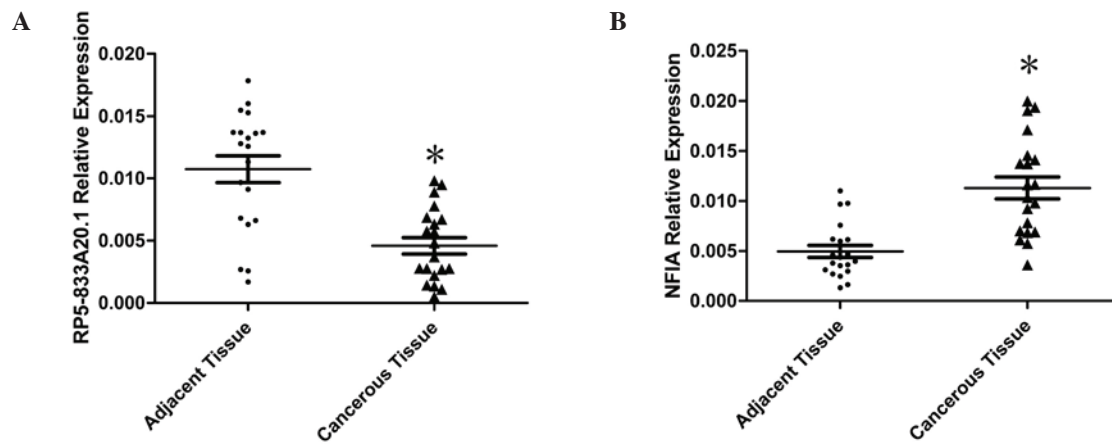 A
RP5-833A20.1 Relative Expression
0.020
0.015
0.010
0.005
0.000
*
Adjacent Tissue
Cancerous Tissue
B
NFIA Relative Expression
0.025
0.020
0.015
0.010
0.005
0.000
*
Adjacent Tissue
Cancerous Tissue